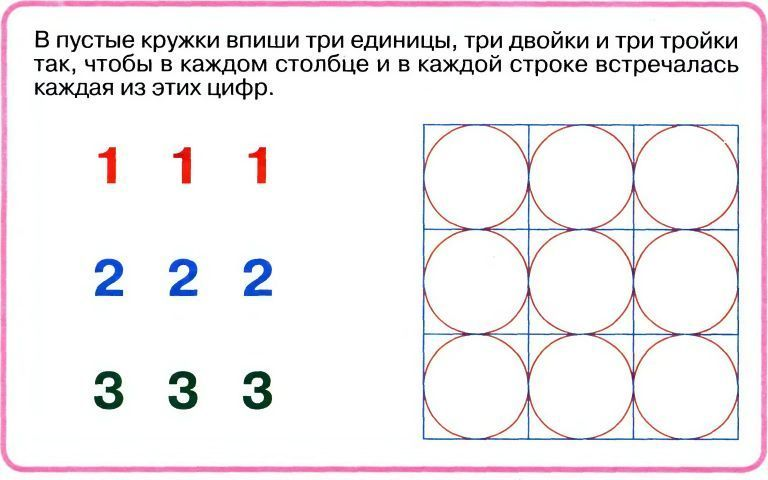 В пустые кружки впиши три единицы, три двойки и три тройки
так, чтобы в каждом столбце и в каждой строке встречалась
каждая из этих цифр.
1 1 1
2 2 2
3 3 3